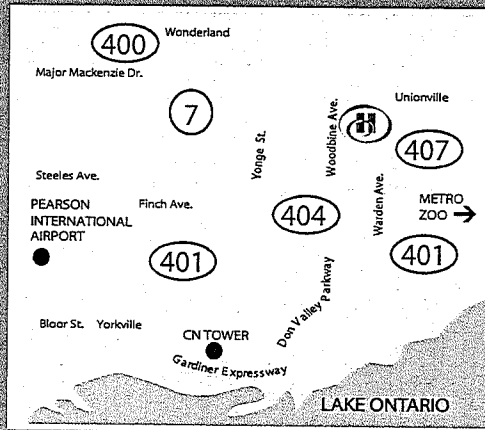 Wonderland
400
Major Mackenzie Dr.
7
Unionville
Woodbine Ave.
H
407
Yonge St.
Steeles Ave.
Warden Ave.
METRO
ZOO →
PEARSON
INTERNATIONAL
AIRPORT
Finch Ave.
404
401
401
Don Valley
Parkway
Bloor St.
Yorkville
CN TOWER
Gardiner Expressway
LAKE ONTARIO